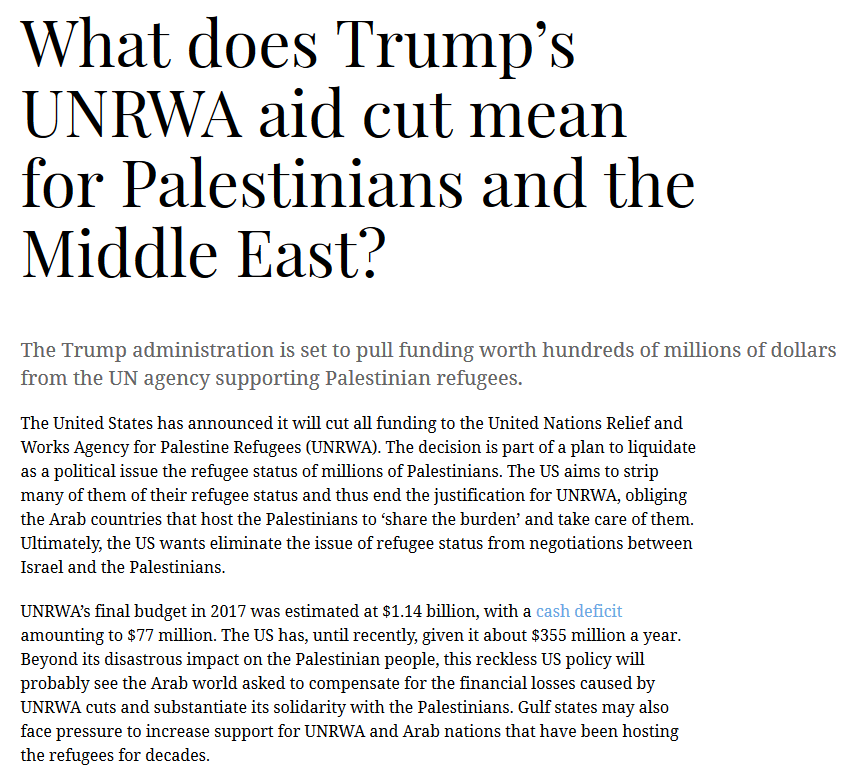 What does Trump’s
UNRWA aid cut mean
for Palestinians and the
Middle East?
The Trump administration is set to pull funding worth hundreds of millions of dollars
from the UN agency supporting Palestinian refugees.
The United States has announced it will cut all funding to the United Nations Relief and
Works Agency for Palestine Refugees (UNRWA). The decision is part of a plan to liquidate
as a political issue the refugee status of millions of Palestinians. The US aims to strip
many of them of their refugee status and thus end the justification for UNRWA, obliging
the Arab countries that host the Palestinians to ‘share the burden’ and take care of them.
Ultimately, the US wants eliminate the issue of refugee status from negotiations between
Israel and the Palestinians.
UNRWA’s final budget in 2017 was estimated at $1.14 billion, with a cash deficit
amounting to $77 million. The US has, until recently, given it about $355 million a year.
Beyond its disastrous impact on the Palestinian people, this reckless US policy will
probably see the Arab world asked to compensate for the financial losses caused by
UNRWA cuts and substantiate its solidarity with the Palestinians. Gulf states may also
face pressure to increase support for UNRWA and Arab nations that have been hosting
the refugees for decades.